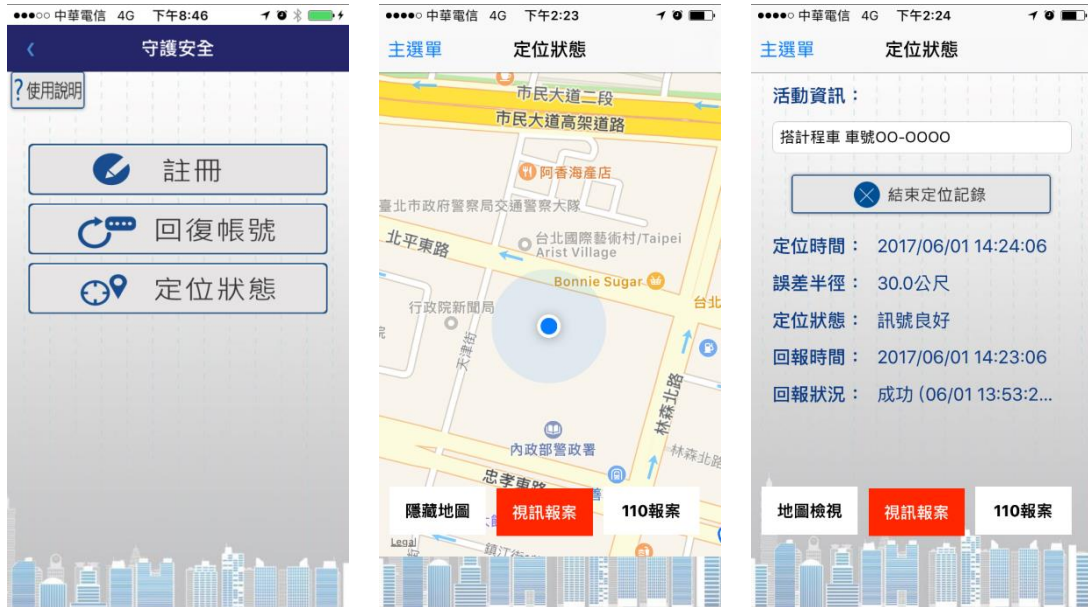 中華電信 4G 下午8:46
守護安全
?使用說明
註冊
回復帳號
定位狀態
中華電信 4G 下午2:23
主選單 定位狀態
市民大道二段
市民大道高架道路
阿香海產店
臺北市政府警察局交通警察大隊
北平東路
台北國際藝術村/Taipei
Arist Village
Bonnie Sugar
台北
行政院新聞局
天津街
林森北路
內政部警政署
林森北路
忠孝東路
善
隱藏地圖 視訊報案 110報案
Legal
鎮江街
中華電信 4G 下午2:24
主選單 定位狀態
活動資訊：
搭計程車 車號OO-OOOO
結束定位記錄
定位時間： 2017/06/01 14:24:06
誤差半徑： 30.0公尺
定位狀態： 訊號良好
回報時間： 2017/06/01 14:23:06
回報狀況： 成功 (06/01 13:53:2...
地圖檢視 視訊報案 110報案